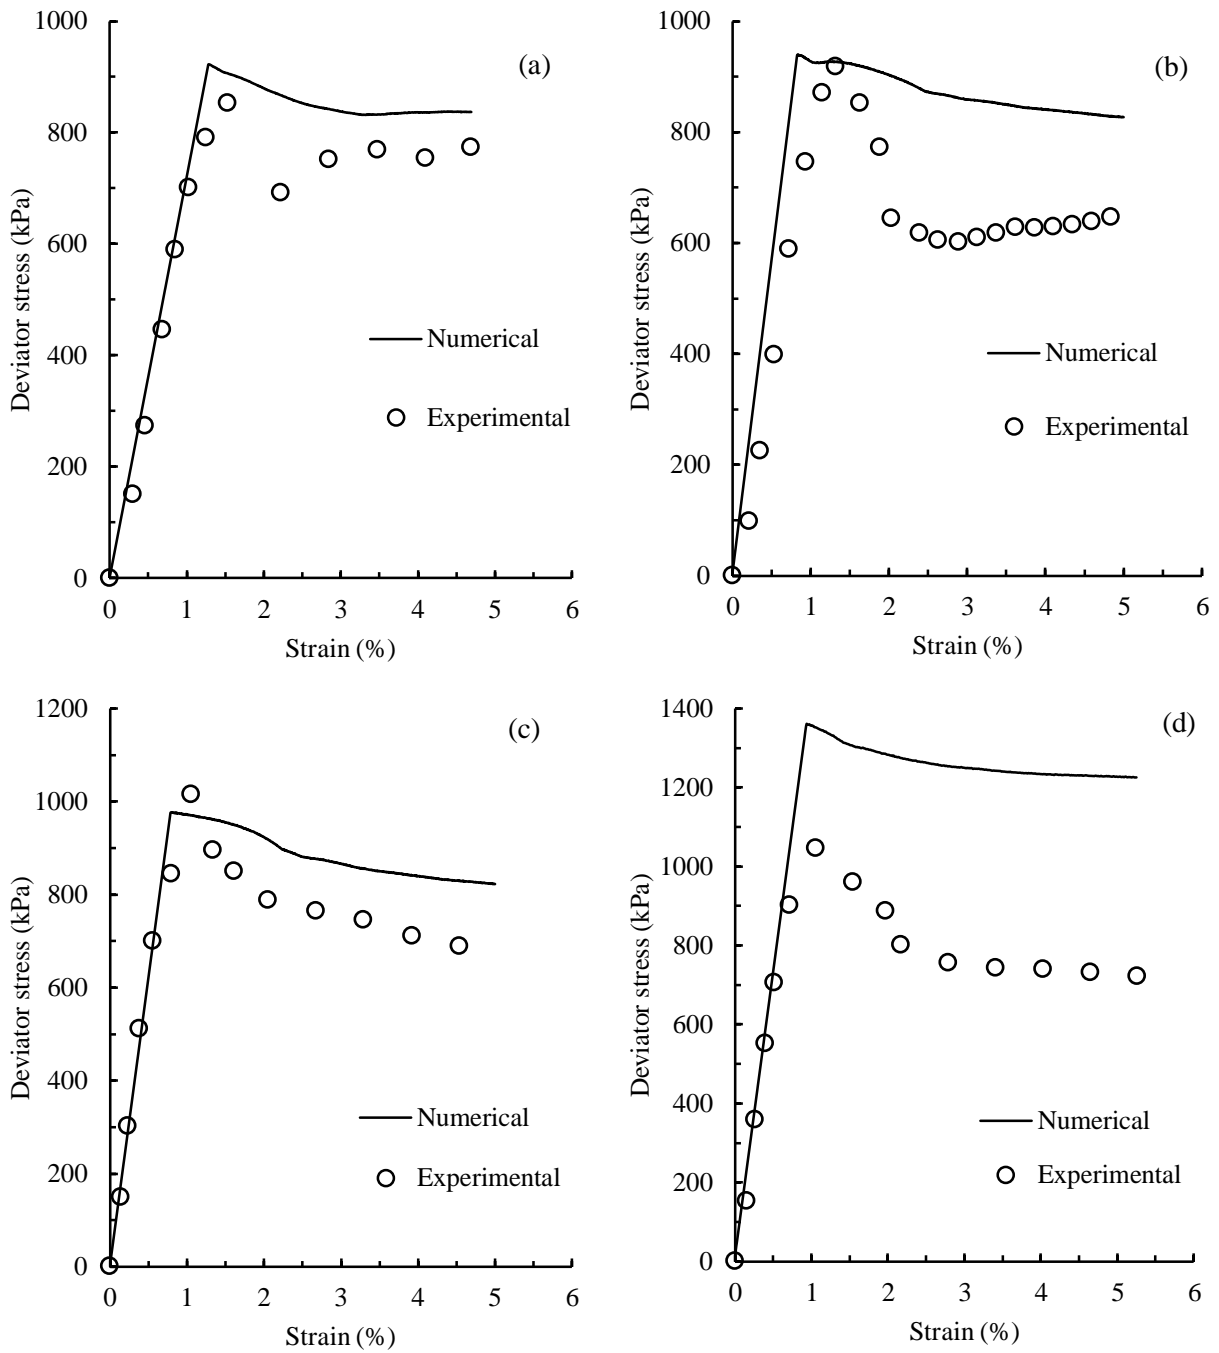 1000
(a)
800
600
400
200
0
Deviator stress (kPa)
Numerical
Experimental
0 1 2 3 4 5 6
Strain (%)
1000
(b)
800
600
400
200
0
Deviator stress (kPa)
Numerical
Experimental
0 1 2 3 4 5 6
Strain (%)
1200
(c)
1000
800
600
400
200
0
Deviator stress (kPa)
Numerical
Experimental
0 1 2 3 4 5 6
Strain (%)
1400
(d)
1200
1000
800
600
400
200
0
Deviator stress (kPa)
Numerical
Experimental
0 1 2 3 4 5 6
Strain (%)